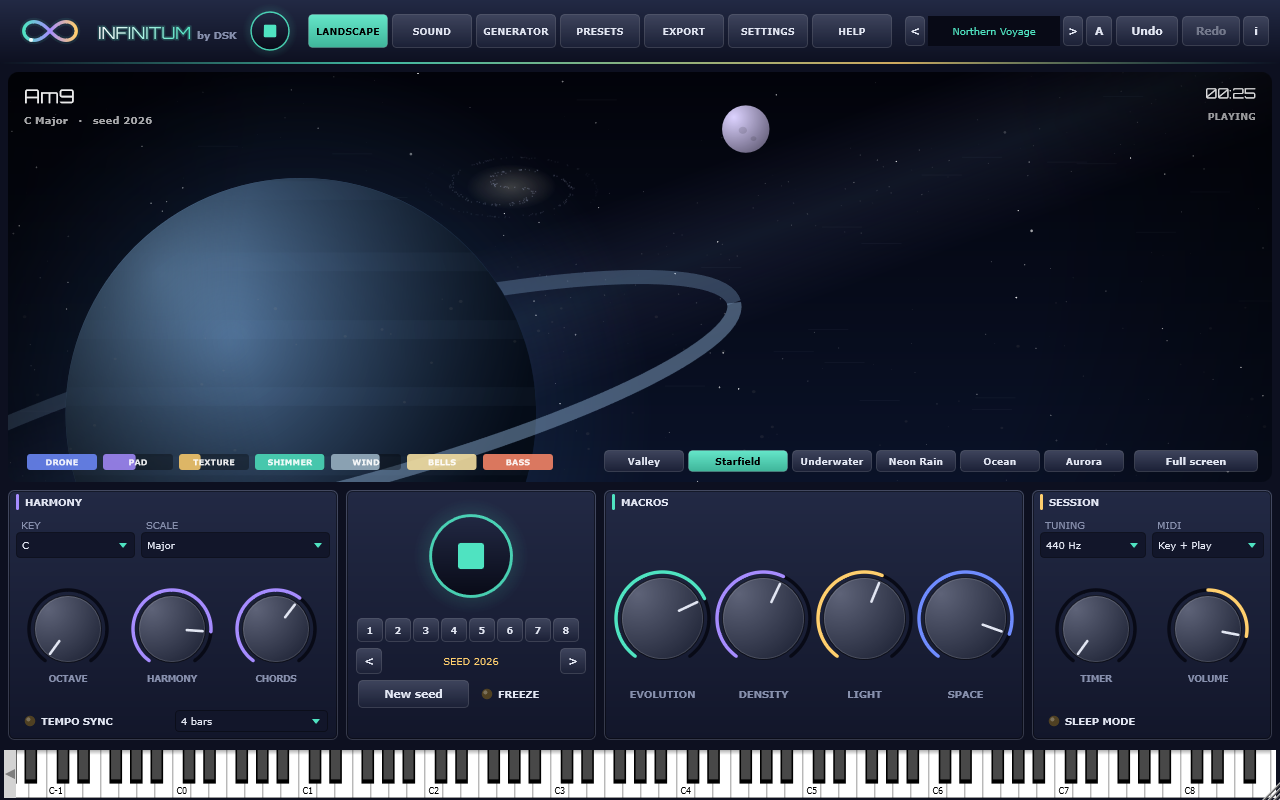 INFINITUM by DSK
LANDSCAPE SOUND GENERATOR PRESETS EXPORT SETTINGS HELP
< Northern Voyage > A Undo Redo i
Am9
C Major · seed 2026
00:25
PLAYING
DRONE PAD TEXTURE SHIMMER WIND BELLS BASS
Valley Starfield Underwater Neon Rain Ocean Aurora Full screen
HARMONY
KEY SCALE
C Major
OCTAVE HARMONY CHORDS
TEMPO SYNC 4 bars
1 2 3 4 5 6 7 8
< SEED 2026 >
New seed FREEZE
MACROS
EVOLUTION DENSITY LIGHT SPACE
SESSION
TUNING MIDI
440 Hz Key + Play
TIMER VOLUME
SLEEP MODE
C-1 C0 C1 C2 C3 C4 C5 C6 C7 C8